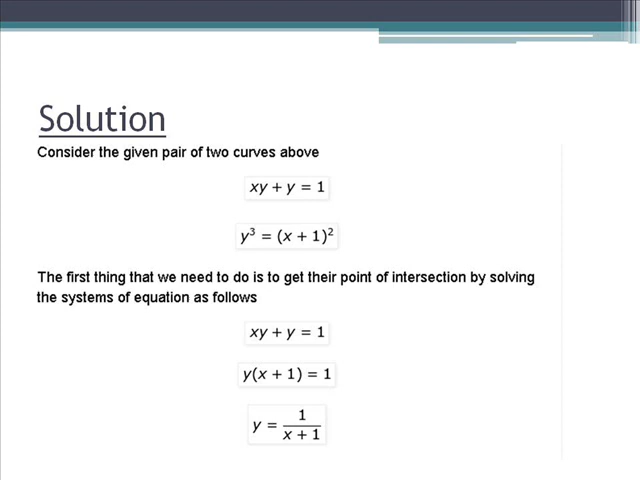 Solution
Consider the given pair of two curves above
xy + y = 1
y³ = (x + 1)²
The first thing that we need to do is to get their point of intersection by solving
the systems of equation as follows
xy + y = 1
y(x + 1) = 1
y = 1/(x + 1)